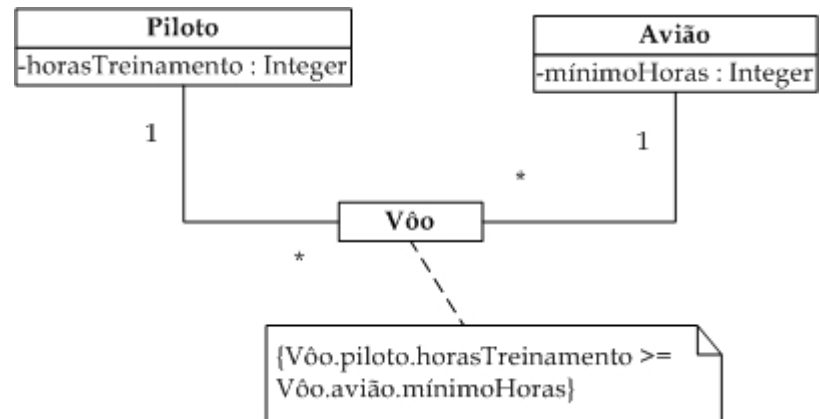 Piloto
-horasTreinamento : Integer
Avião
-mínimoHoras : Integer
1
1
*
Vôo
*
{Vôo.piloto.horasTreinamento >=
Vôo.avião.mínimoHoras}